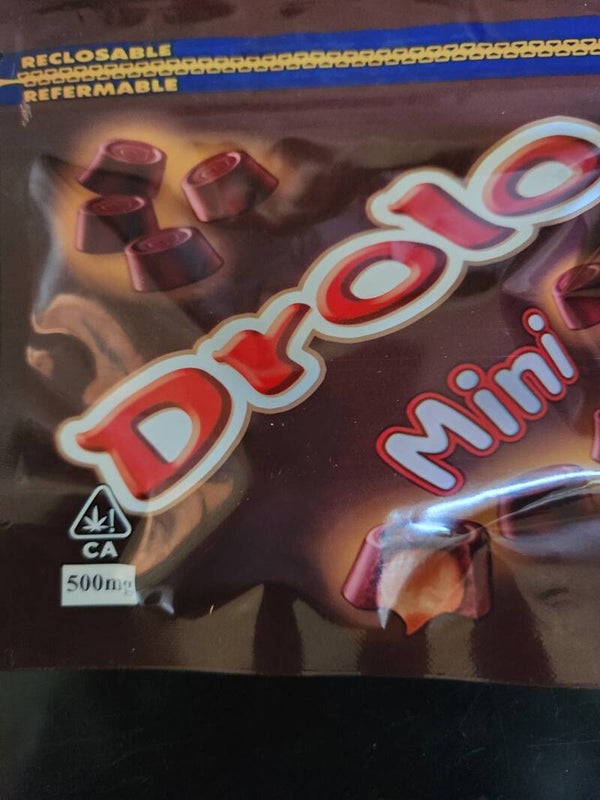 RECLOSABLE
REFERMABLE
Drolo
Mini
CA
500mg